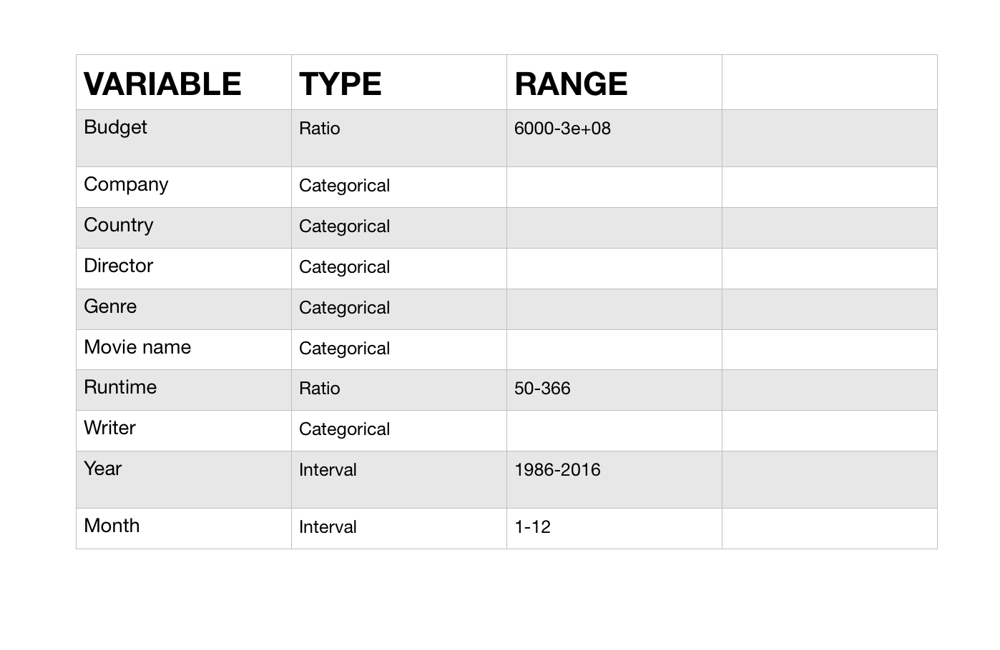 VARIABLE TYPE RANGE
Budget Ratio 6000-3e+08
Company Categorical
Country Categorical
Director Categorical
Genre Categorical
Movie name Categorical
Runtime Ratio 50-366
Writer Categorical
Year Interval 1986-2016
Month Interval 1-12